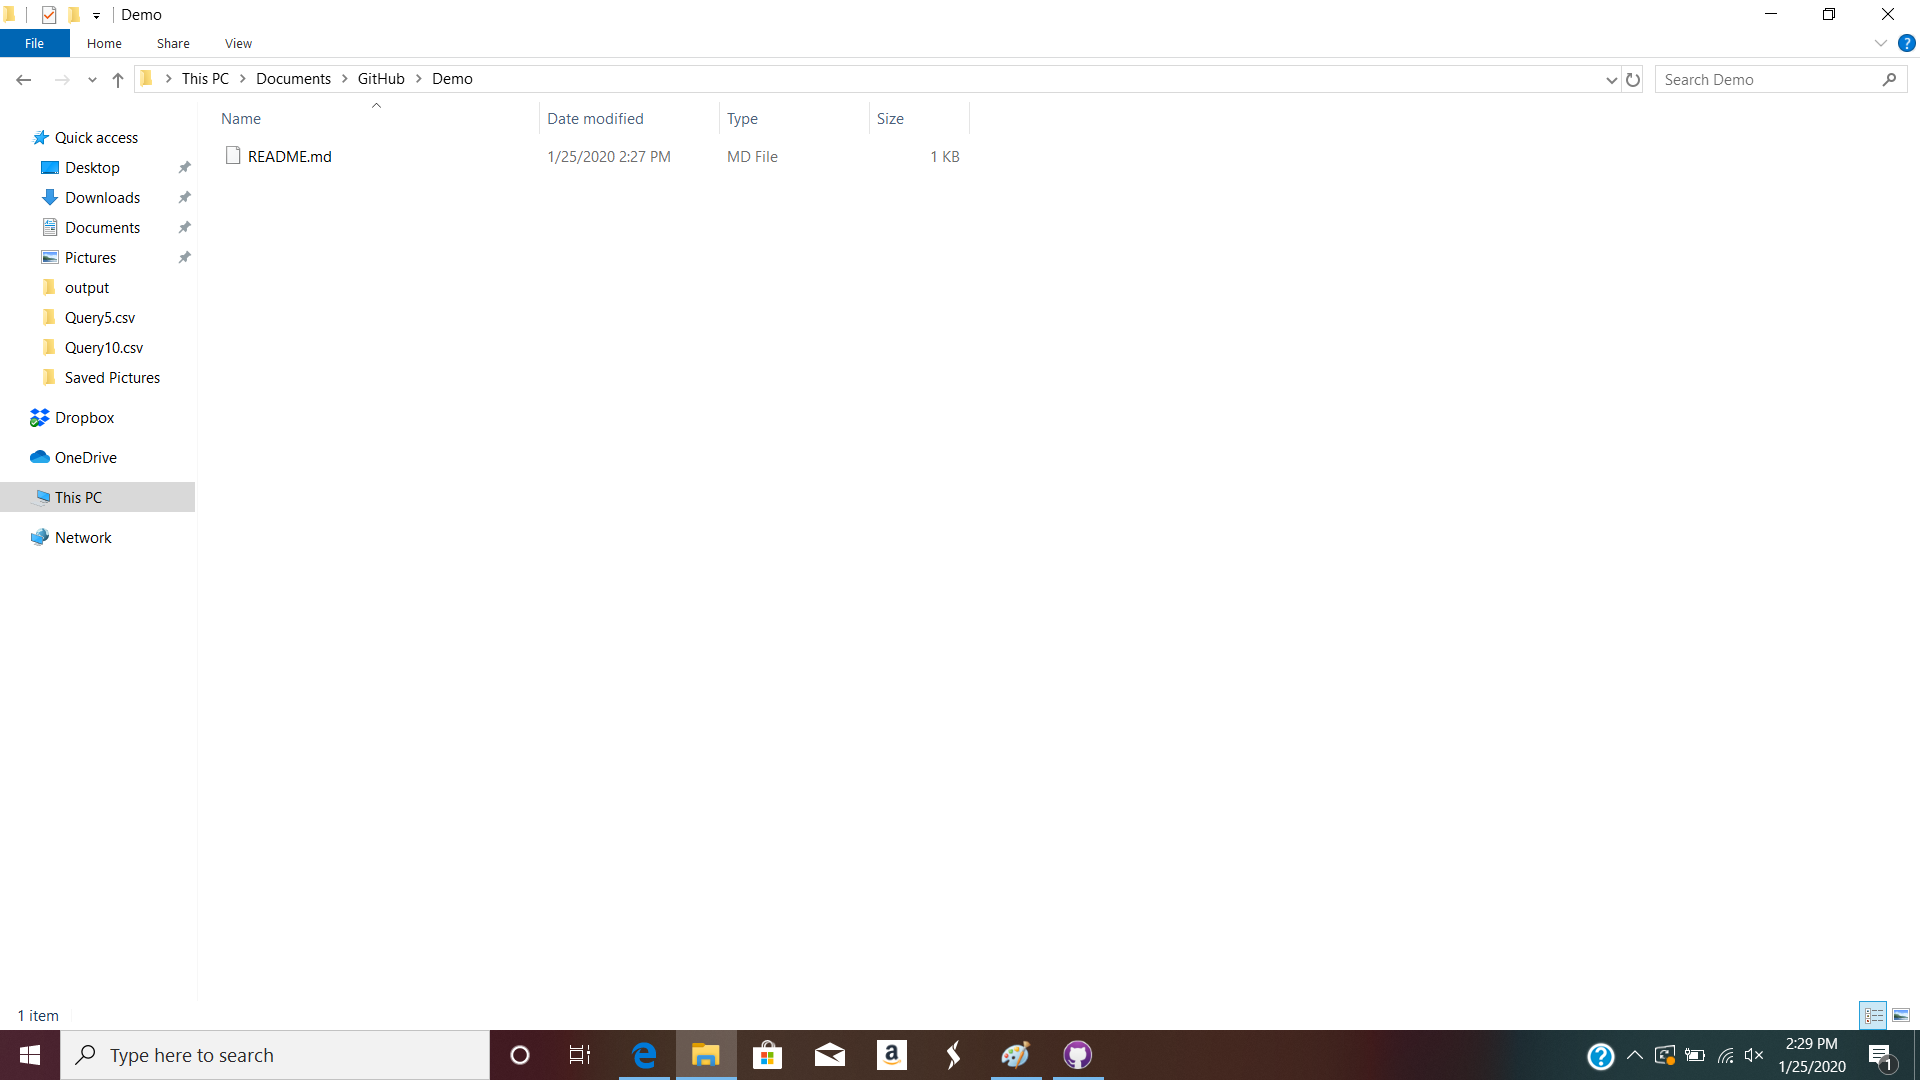 Demo
File Home Share View
This PC Documents GitHub Demo
Search Demo
Name Date modified Type Size
README.md 1/25/2020 2:27 PM MD File 1 KB
Quick access
Desktop
Downloads
Documents
Pictures
output
Query5.csv
Query10.csv
Saved Pictures
Dropbox
OneDrive
This PC
Network
1 item
Type here to search
2:29 PM
1/25/2020
1